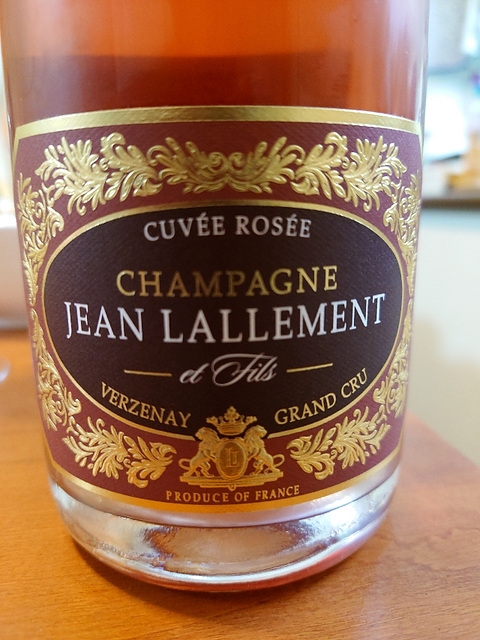 CUVÉE ROSÉE
CHAMPAGNE
JEAN LALLEMENT
et Fils
VERZENAY GRAND CRU
PRODUCE OF FRANCE